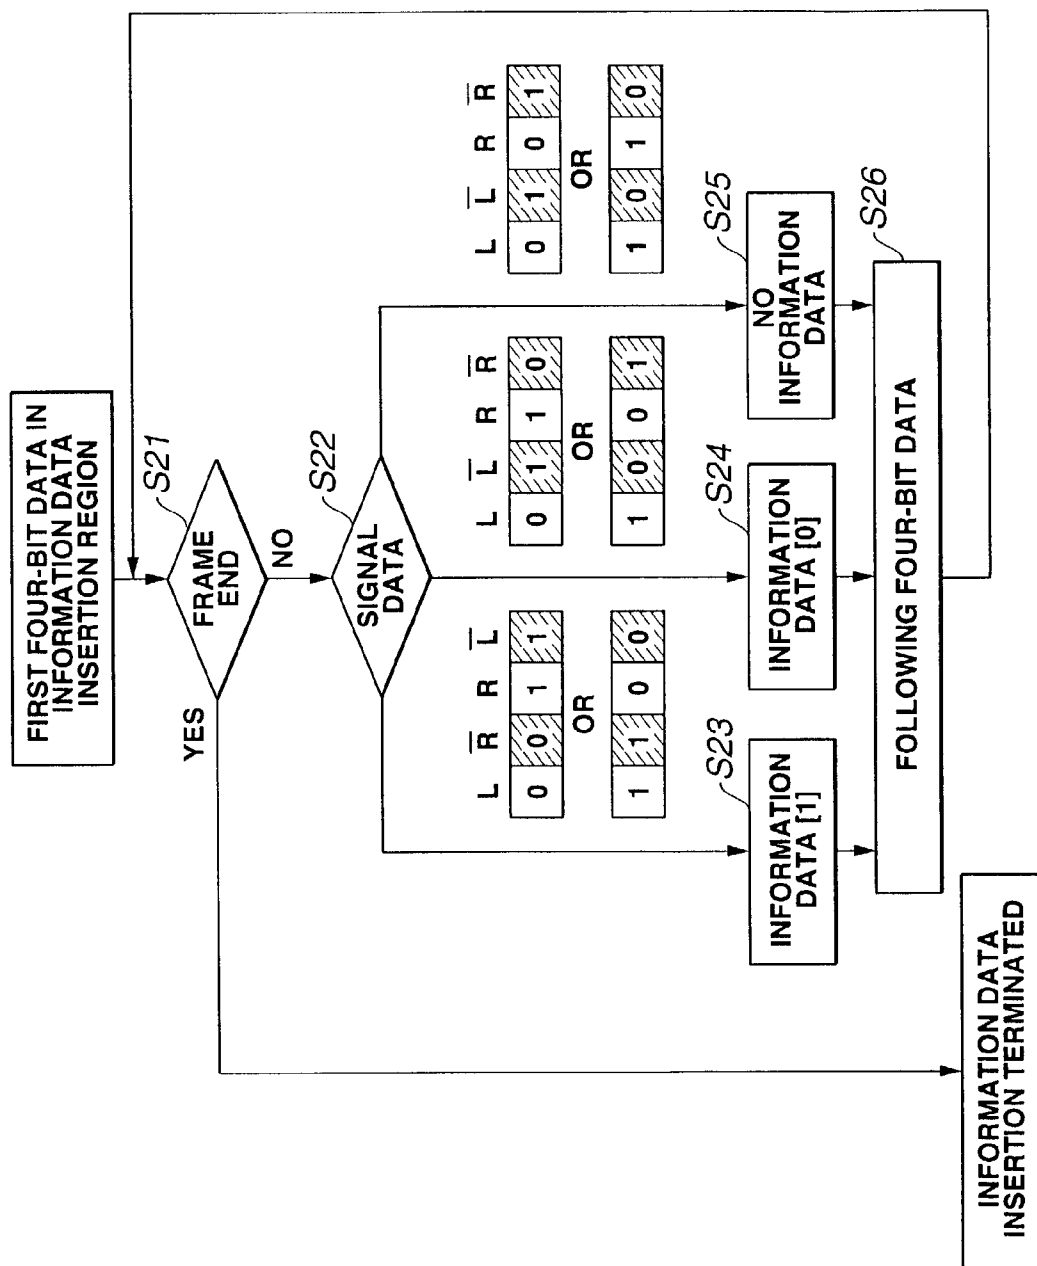 FIRST FOUR-BIT DATA IN
INFORMATION DATA
INSERTION REGION
S21
FRAME
END
YES
NO
S22
SIGNAL
DATA
L R̅ R L̅
0 0 1 1
OR
1 1 0 0
L L̅ R R̅
0 1 1 0
OR
1 0 0 1
L L̅ R R̅
0 1 0 1
OR
1 0 1 0
S23
INFORMATION
DATA [1]
S24
INFORMATION
DATA [0]
S25
NO
INFORMATION
DATA
S26
FOLLOWING FOUR-BIT DATA
INFORMATION DATA
INSERTION TERMINATED